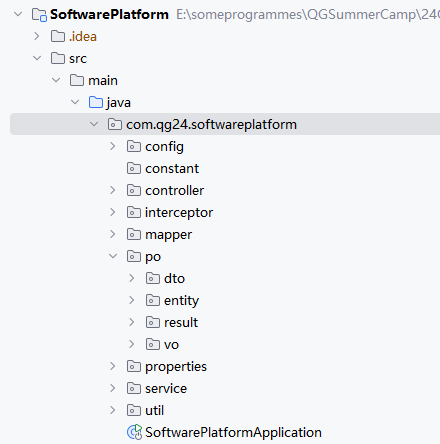 SoftwarePlatform E:\someprogrammes\QGSummerCamp\24
.idea
src
main
java
com.qg24.softwareplatform
config
constant
controller
interceptor
mapper
po
dto
entity
result
vo
properties
service
util
SoftwarePlatformApplication